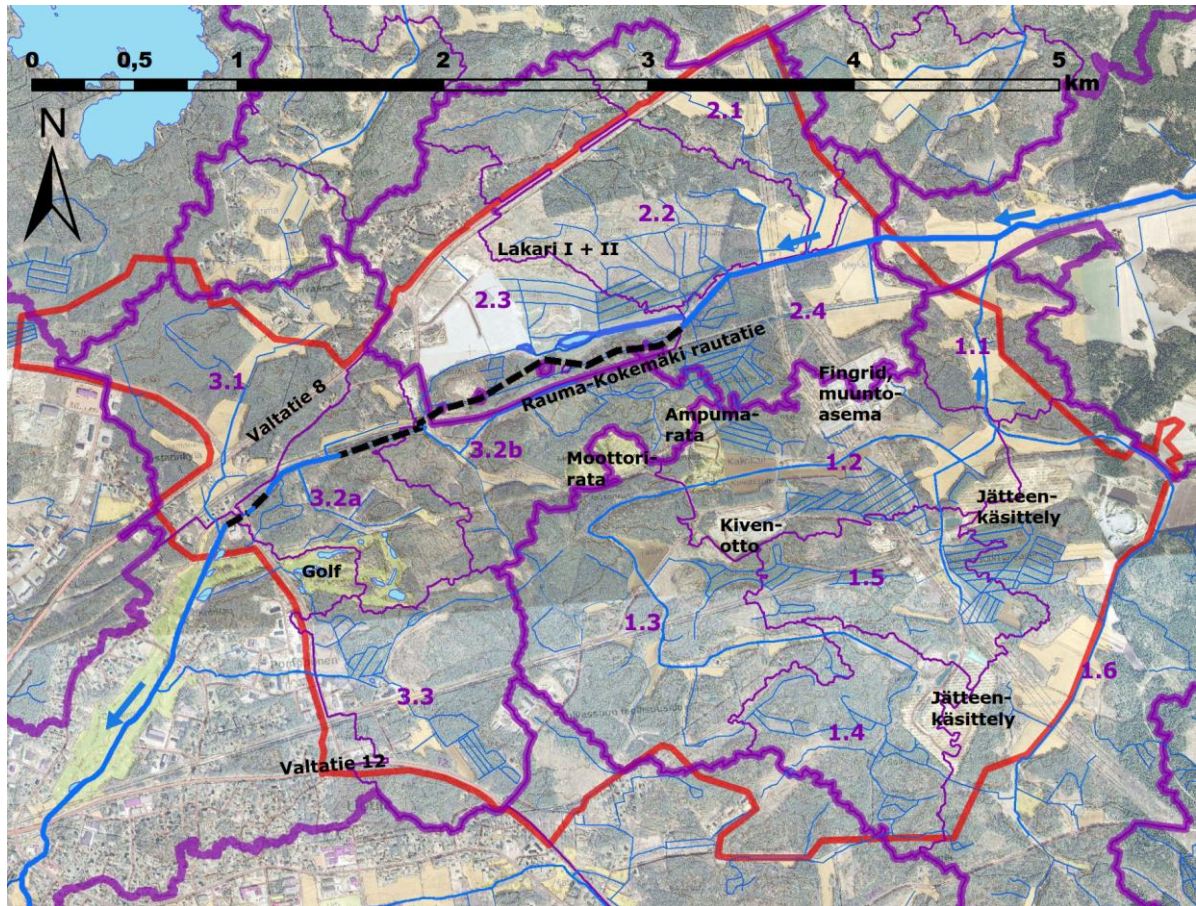 0 0,5 1 2 3 4 5
km
N
2.1
2.2
Lakari I + II
2.3
2.4
Rauma-Kokemäki rautatie
1.1
3.1
Valtatie 8
Fingrid,
muunto-
asema
Ampuma-
rata
3.2b
Moottori-
rata
1.2
3.2a
Jätteen-
käsittely
Kiven-
otto
Golf
1.5
1.3
1.6
3.3
Jätteen-
käsittely
1.4
Valtatie 12